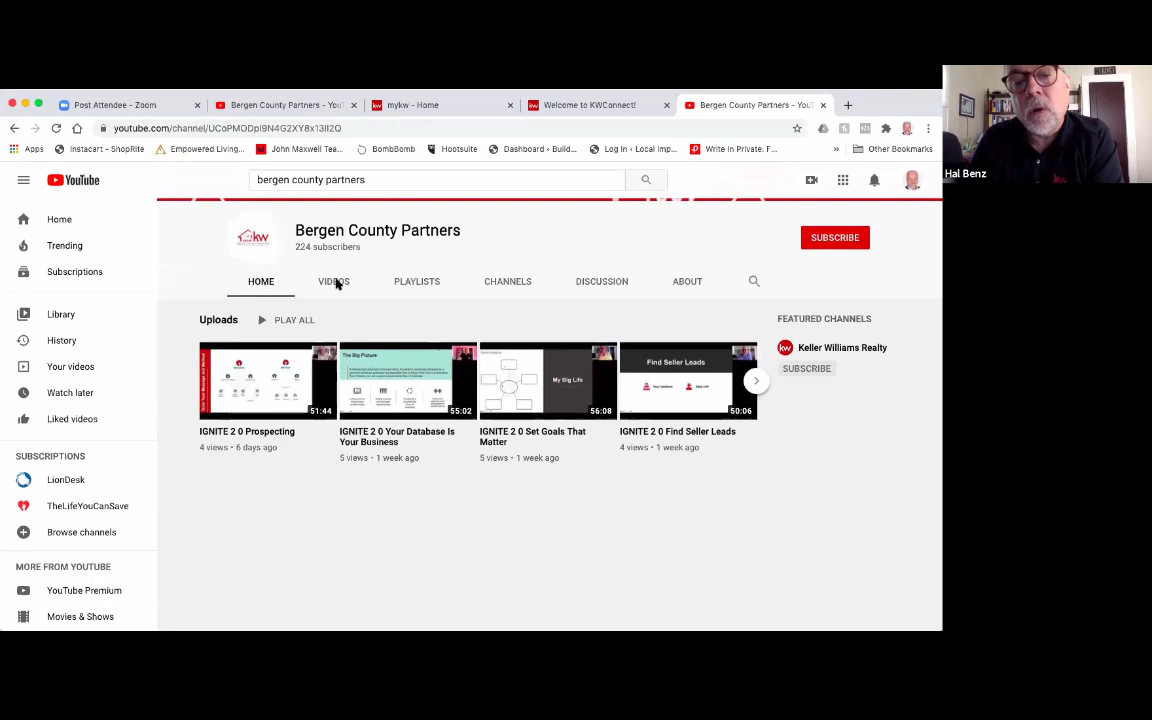 Post Attendee - Zoom
Bergen County Partners - YouT
mykw - Home
Welcome to KWConnect!
Bergen County Partners - YouT
Apps
Instacart - ShopRite
Empowered Living...
John Maxwell Tea...
BombBomb
Hootsuite
Dashboard ‹ Build...
Log In ‹ Local Imp...
Write In Private: F...
»
Other Bookmarks
Hal Benz
YouTube
bergen county partners
Home
Trending
Subscriptions
Library
History
Your videos
Watch later
Liked videos
SUBSCRIPTIONS
LionDesk
TheLifeYouCanSave
Browse channels
MORE FROM YOUTUBE
YouTube Premium
Movies & Shows
kw
Bergen County Partners
224 subscribers
SUBSCRIBE
HOME
VIDEOS
PLAYLISTS
CHANNELS
DISCUSSION
ABOUT
Uploads
PLAY ALL
51:44
IGNITE 2 0 Prospecting
4 views • 6 days ago
The Big Picture
55:02
IGNITE 2 0 Your Database Is
Your Business
5 views • 1 week ago
My Big Life
56:08
IGNITE 2 0 Set Goals That
Matter
5 views • 1 week ago
Find Seller Leads
50:06
IGNITE 2 0 Find Seller Leads
4 views • 1 week ago
FEATURED CHANNELS
kw
Keller Williams Realty
SUBSCRIBE